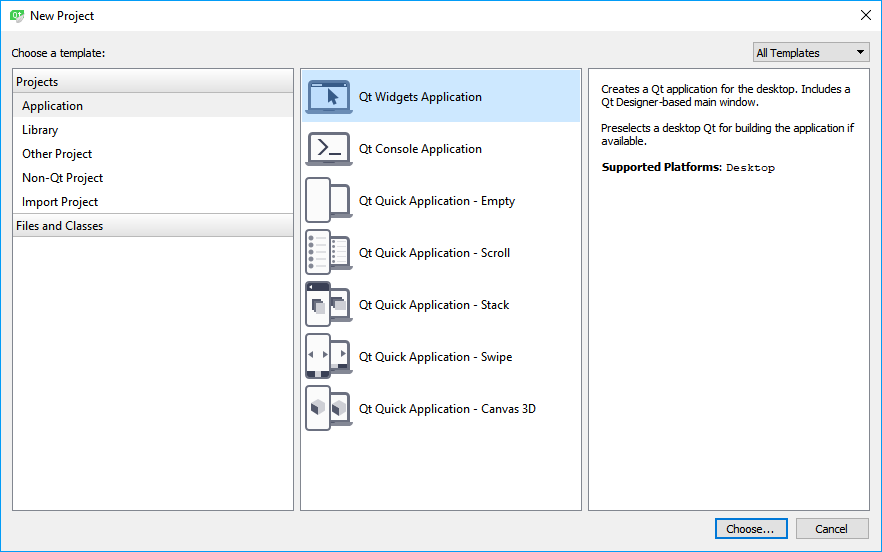 New Project
Choose a template:
All Templates
Projects
Application
Library
Other Project
Non-Qt Project
Import Project
Files and Classes
Qt Widgets Application
Qt Console Application
Qt Quick Application - Empty
Qt Quick Application - Scroll
Qt Quick Application - Stack
Qt Quick Application - Swipe
Qt Quick Application - Canvas 3D
Creates a Qt application for the desktop. Includes a
Qt Designer-based main window.
Preselects a desktop Qt for building the application if
available.
Supported Platforms: Desktop
Choose...
Cancel